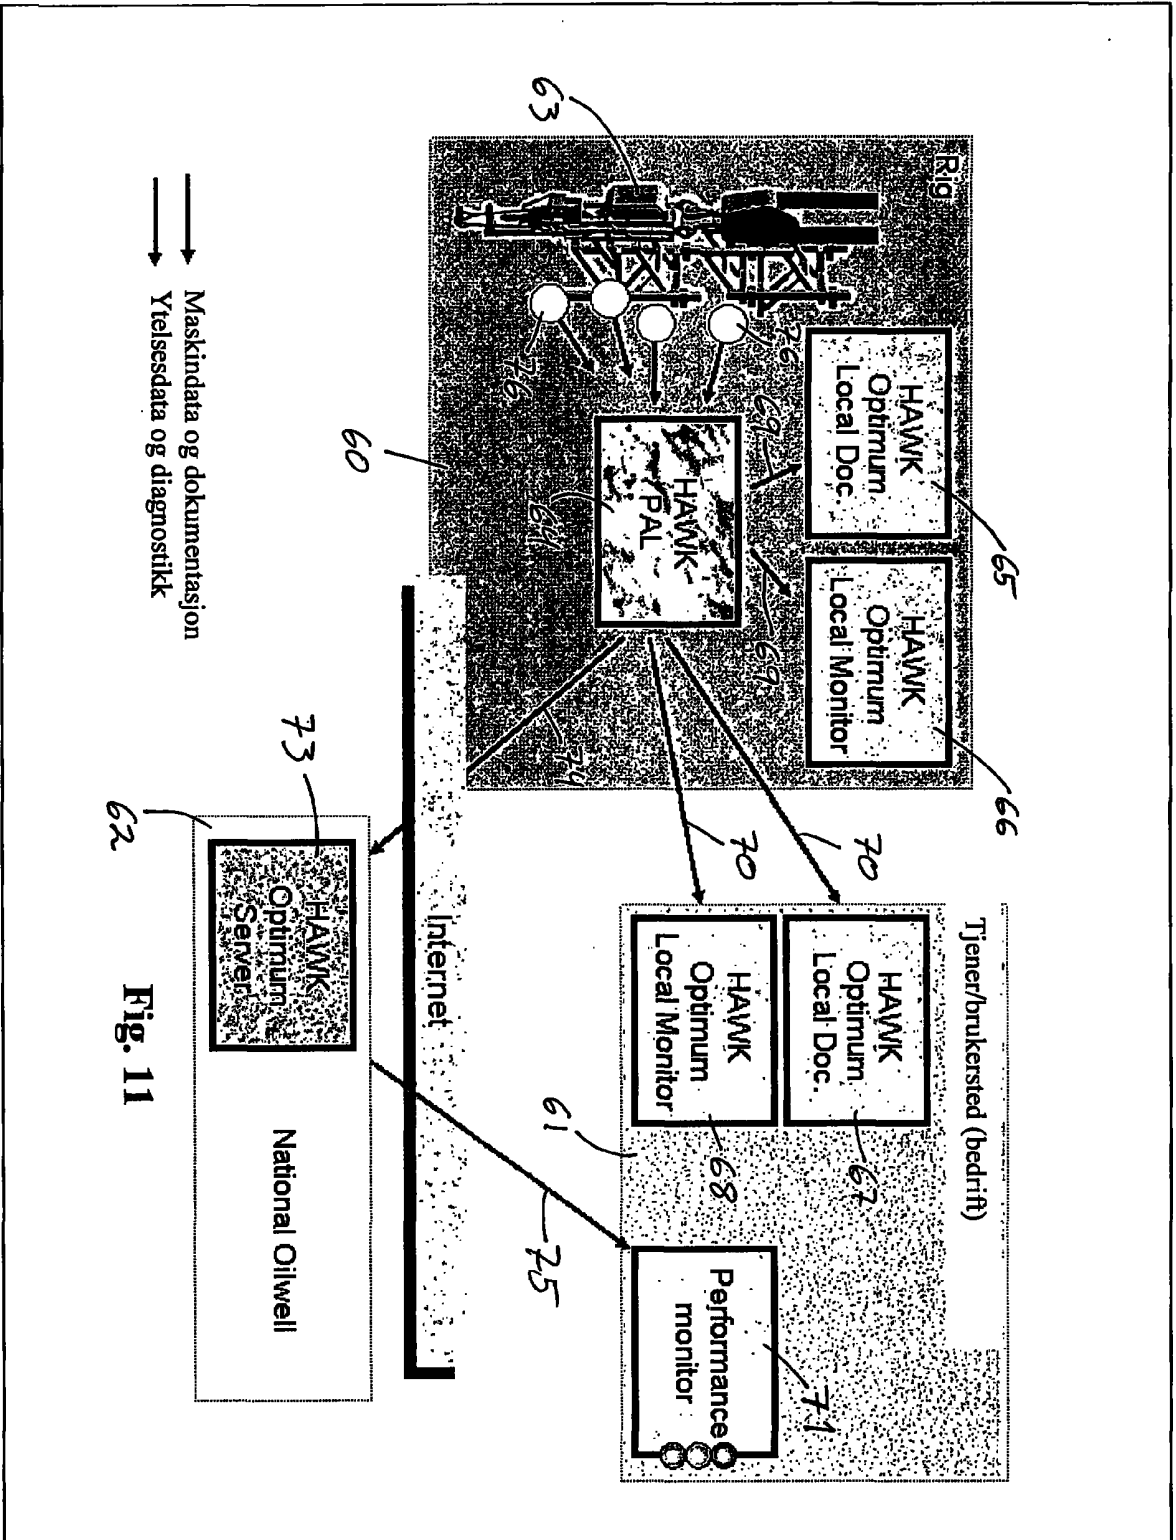 Rig
63
HAWK
Optimum
Local Doc.
65
HAWK
Optimum
Local Monitor
66
76
76
69
69
HAWK
PAL
64
60
74
70
70
Tjener/brukersted (bedrift)
HAWK
Optimum
Local Doc.
67
HAWK
Optimum
Local Monitor
68
61
Performance
monitor
71
75
Internet
73
HAWK
Optimum
Server
62
National Oilwell
Maskindata og dokumentasjon
Ytelsesdata og diagnostikk
Fig. 11